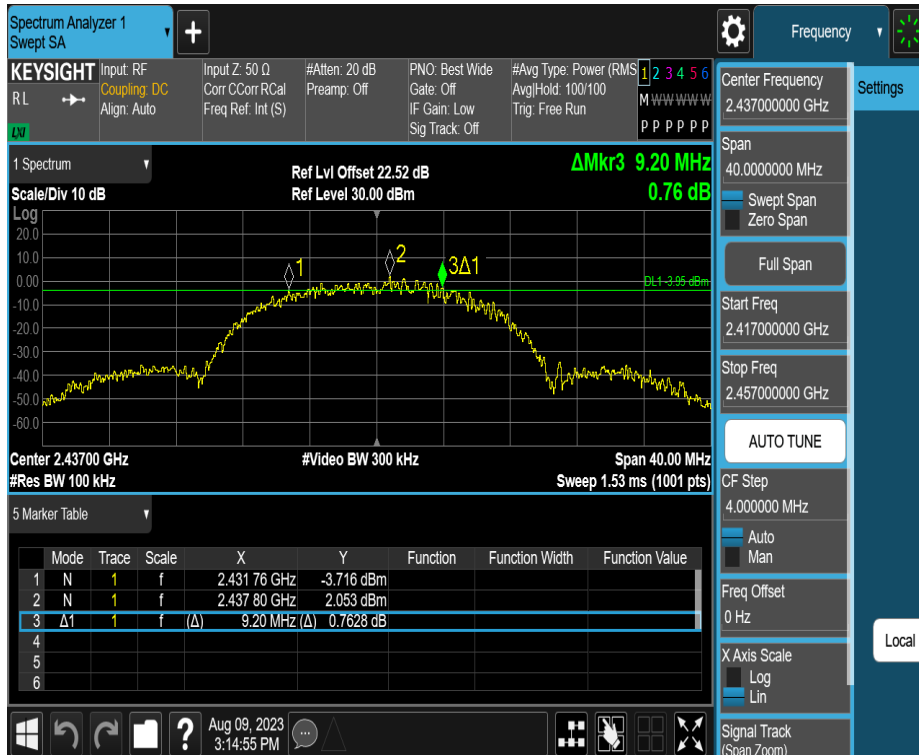 Spectrum Analyzer 1
Swept SA
+
Frequency
KEYSIGHT
R L
LXI
Input: RF
Coupling: DC
Align: Auto
Input Z: 50 Ω
Corr CCorr RCal
Freq Ref: Int (S)
#Atten: 20 dB
Preamp: Off
PNO: Best Wide
Gate: Off
IF Gain: Low
Sig Track: Off
#Avg Type: Power (RMS
Avg|Hold: 100/100
Trig: Free Run
1 2 3 4 5 6
M W W W W W
P P P P P P
1 Spectrum
Scale/Div 10 dB
Ref Lvl Offset 22.52 dB
Ref Level 30.00 dBm
ΔMkr3 9.20 MHz
0.76 dB
Log
20.0
10.0
0.00
-10.0
-20.0
-30.0
-40.0
-50.0
-60.0
1
2
3Δ1
DL1 -3.95 dBm
Center 2.43700 GHz
#Res BW 100 kHz
#Video BW 300 kHz
Span 40.00 MHz
Sweep 1.53 ms (1001 pts)
5 Marker Table
Mode Trace Scale X Y Function Function Width Function Value
1 N 1 f 2.431 76 GHz -3.716 dBm
2 N 1 f 2.437 80 GHz 2.053 dBm
3 Δ1 1 f (Δ) 9.20 MHz (Δ) 0.7628 dB
4
5
6
Aug 09, 2023
3:14:55 PM
?
Center Frequency
2.437000000 GHz
Span
40.0000000 MHz
Swept Span
Zero Span
Full Span
Start Freq
2.417000000 GHz
Stop Freq
2.457000000 GHz
AUTO TUNE
CF Step
4.000000 MHz
Auto
Man
Freq Offset
0 Hz
X Axis Scale
Log
Lin
Signal Track
(Span Zoom)
Settings
Local